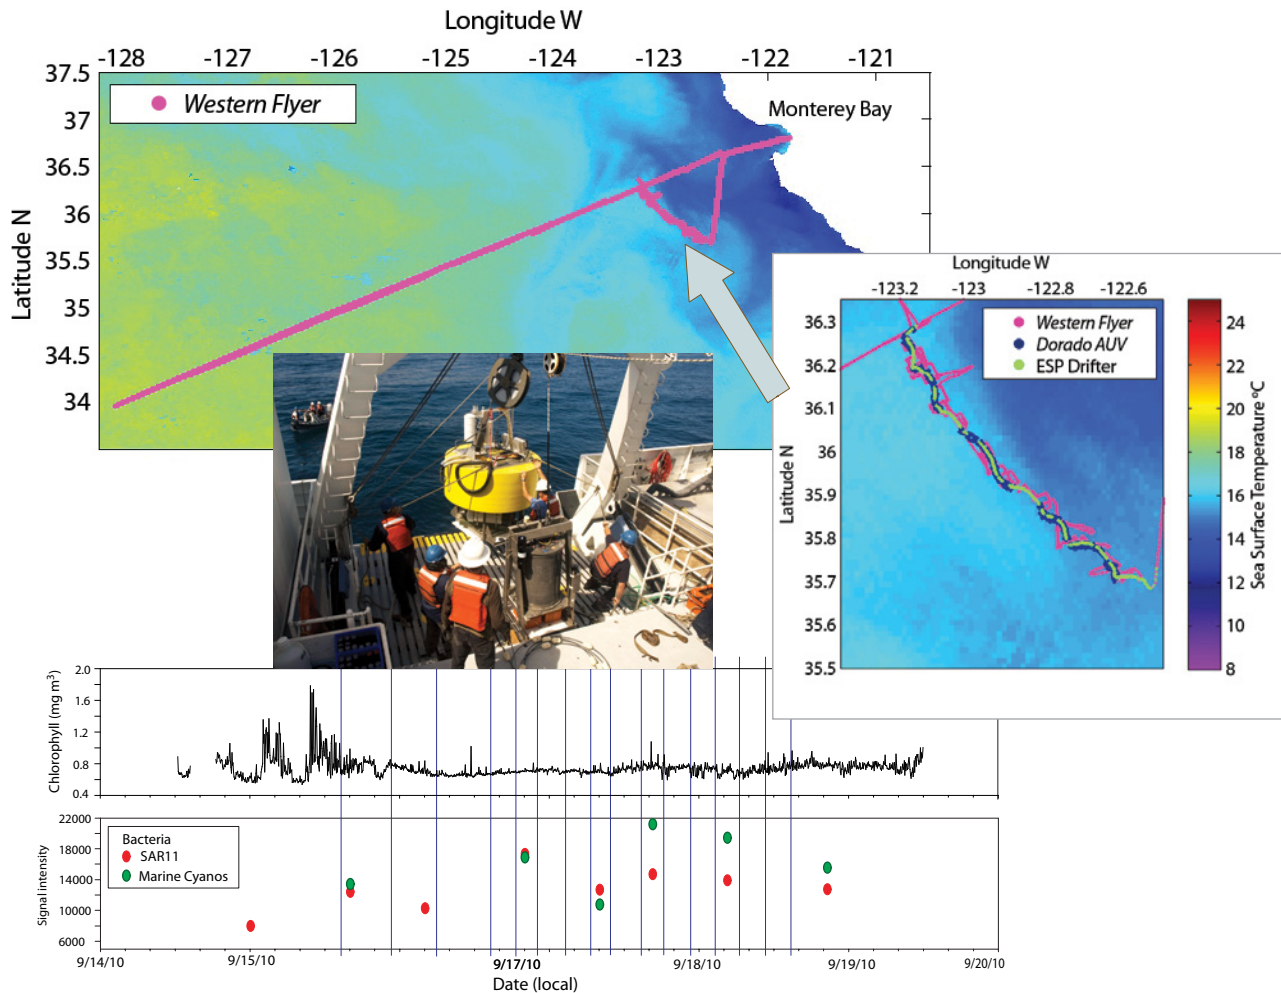 Longitude W
-128 -127 -126 -125 -124 -123 -122 -121
37.5
37
36.5
36
35.5
35
34.5
34
Latitude N
Western Flyer
Monterey Bay
Longitude W
-123.2 -123 -122.8 -122.6
36.3
36.2
36.1
36
35.9
35.8
35.7
35.6
35.5
Latitude N
Western Flyer
Dorado AUV
ESP Drifter
24
22
20
18
16
14
12
10
8
Sea Surface Temperature ºC
2.0
1.6
1.2
0.8
0.4
Chlorophyll (mg m³)
22000
18000
14000
10000
6000
Signal intensity
Bacteria
SAR11
Marine Cyanos
9/14/10 9/15/10 9/17/10 9/18/10 9/19/10 9/20/10
Date (local)